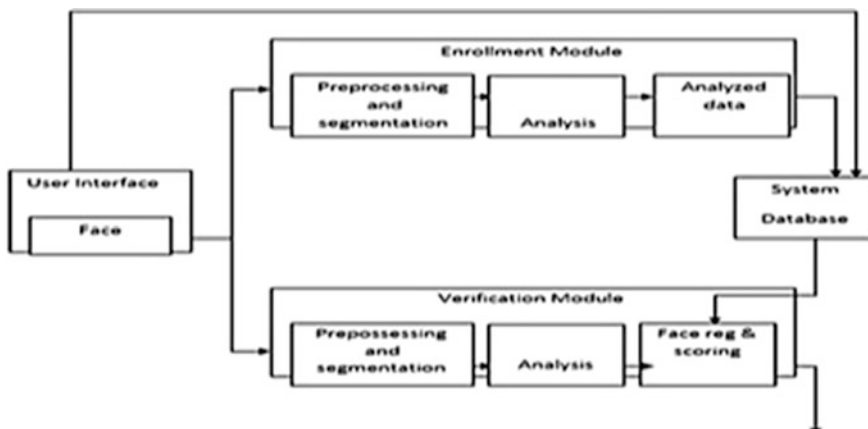 Enrollment Module
Preprocessing
and
segmentation
Analysis
Analyzed
data
User Interface
Face
System
Database
Verification Module
Prepossessing
and
segmentation
Analysis
Face reg &
scoring